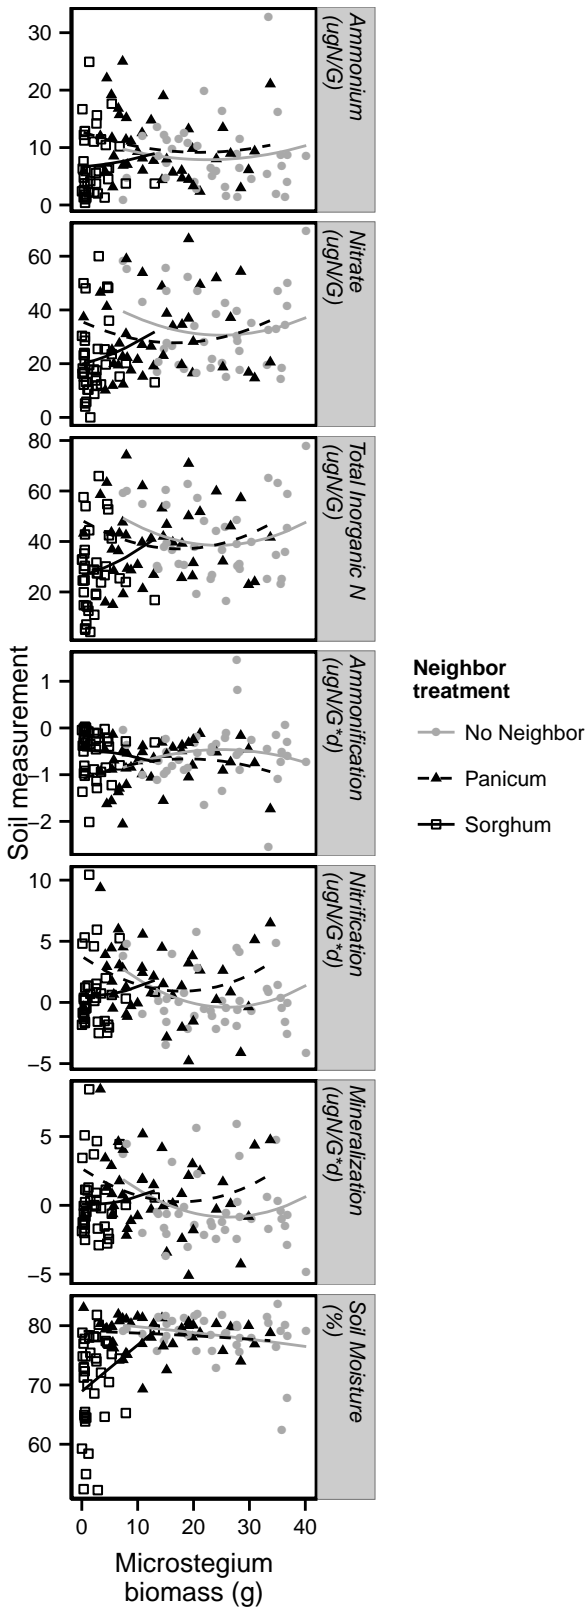 30
20
10
0
Ammonium
(ugN/G)
60
40
20
0
Nitrate
(ugN/G)
80
60
40
20
Total Inorganic N
(ugN/G)
1
0
−1
−2
Ammonification
(ugN/G*d)
10
5
0
−5
Nitrification
(ugN/G*d)
5
0
−5
Mineralization
(ugN/G*d)
80
70
60
Soil Moisture
(%)
0 10 20 30 40
Microstegium
biomass (g)
Soil measurement
Neighbor
treatment
No Neighbor
Panicum
Sorghum